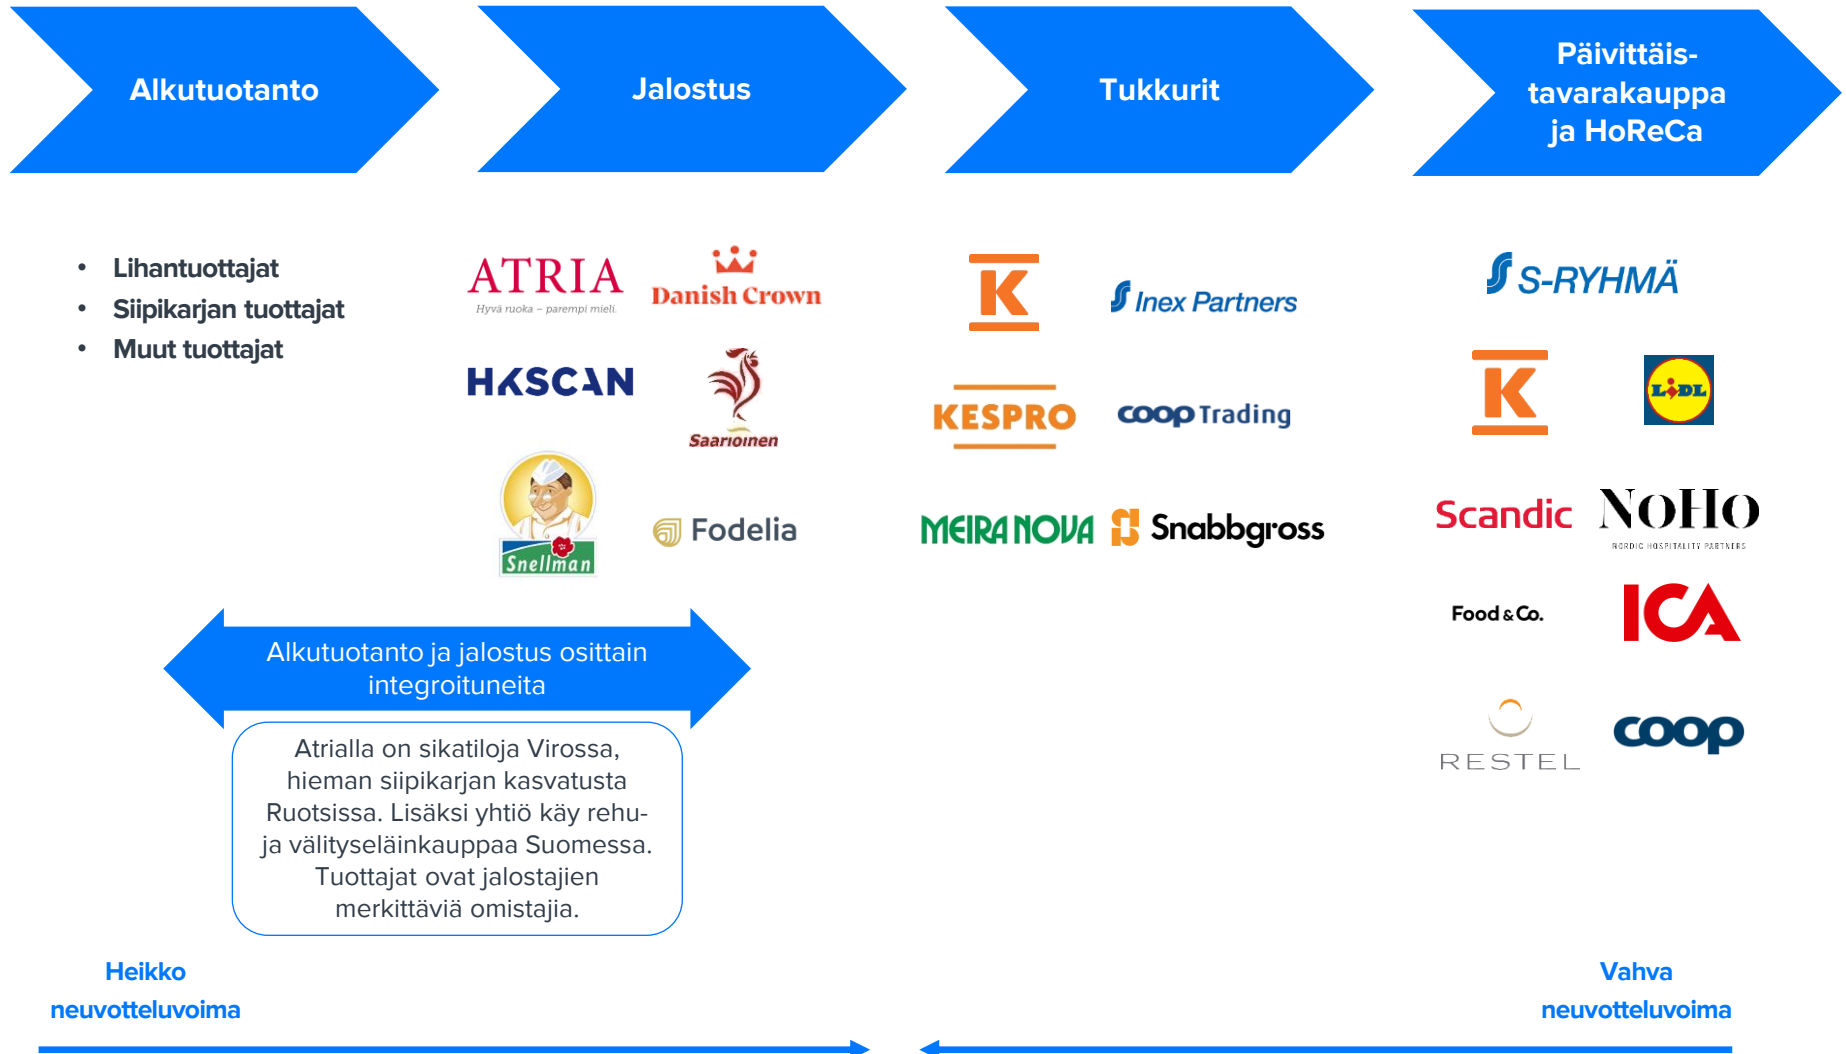 Alkutuotanto
Jalostus
Tukkurit
Päivittäis-
tavarakauppa
ja HoReCa
• Lihantuottajat
• Siipikarjan tuottajat
• Muut tuottajat
ATRIA
Hyvä ruoka – parempi mieli.
Danish Crown
HKSCAN
Saarioinen
Snellman
Fodelia
K
Inex Partners
KESPRO
coop Trading
MEIRA NOVA
Snabbgross
S-RYHMÄ
K
LIDL
Scandic
NOHO
NORDIC HOSPITALITY PARTNERS
Food & Co.
ICA
RESTEL
coop
Alkutuotanto ja jalostus osittain
integroituneita
Atrialla on sikatiloja Virossa,
hieman siipikarjan kasvatusta
Ruotsissa. Lisäksi yhtiö käy rehu-
ja välityseläinkauppaa Suomessa.
Tuottajat ovat jalostajien
merkittäviä omistajia.
Heikko
neuvotteluvoima
Vahva
neuvotteluvoima